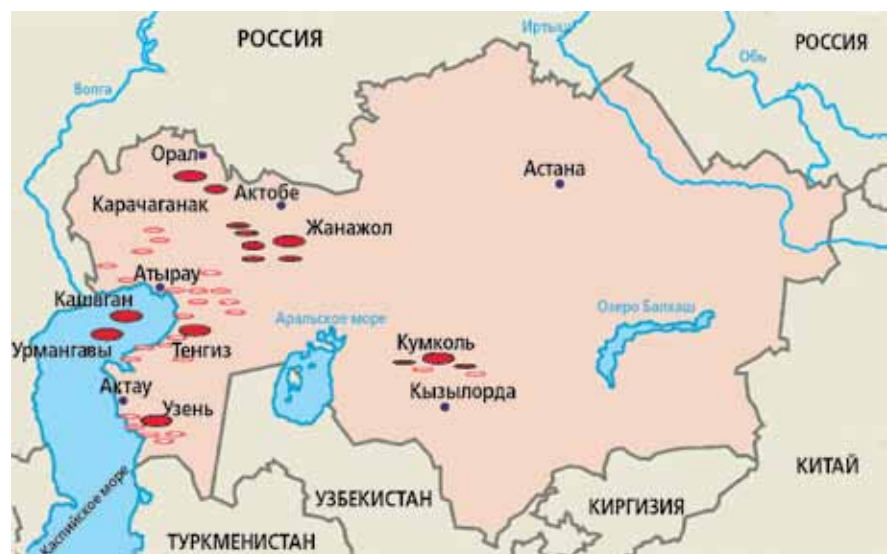 РОССИЯ
Иртыш
РОССИЯ
Обь
Волга
Орал
Астана
Актобе
Карачаганак
Жанажол
Атырау
Кашаган
Аральское море
Озеро Балхаш
Урмангавы
Тенгиз
Кумколь
Актау
Кызылорда
Узень
КИТАЙ
Каспийское море
УЗБЕКИСТАН
КИРГИЗИЯ
ТУРКМЕНИСТАН